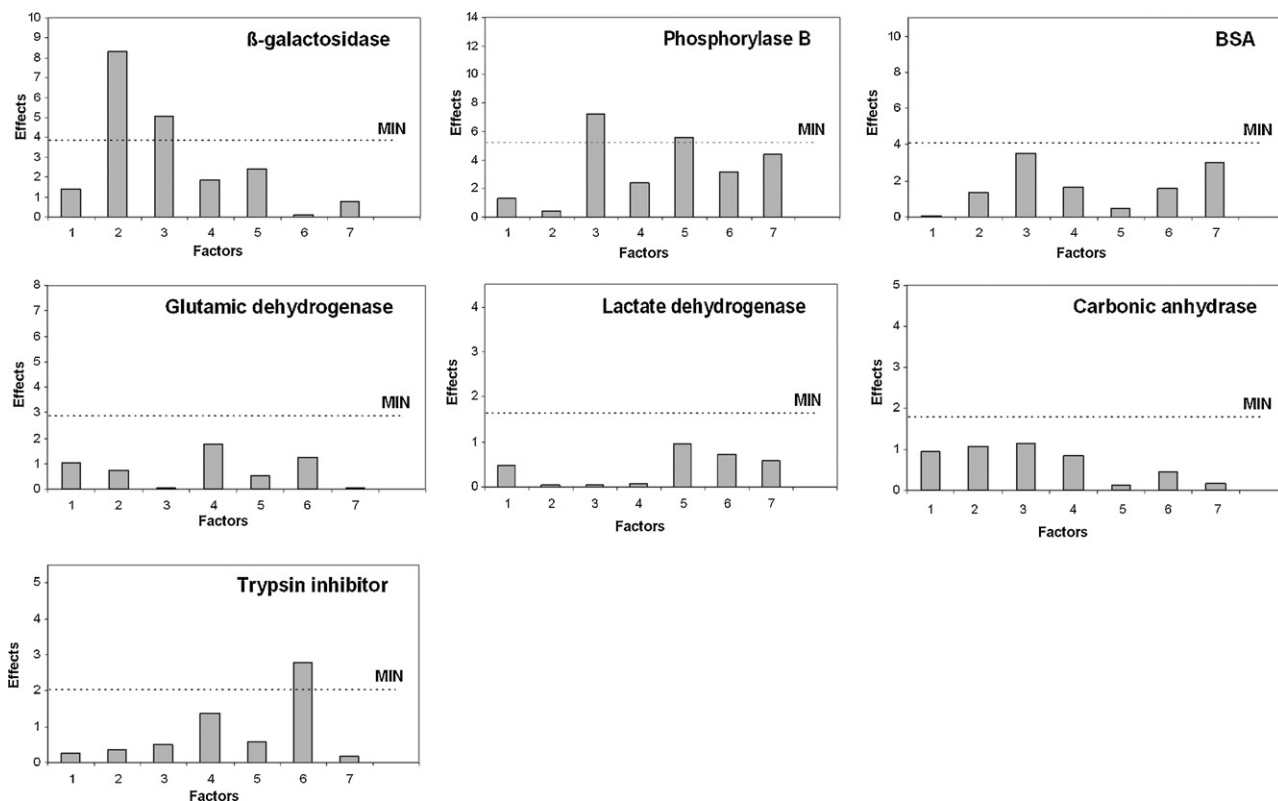 ß-galactosidase
10
9
8
7
6
5
4
3
2
1
0
Effects
MIN
1 2 3 4 5 6 7
Factors
Phosphorylase B
14
12
10
8
6
4
2
0
Effects
MIN
1 2 3 4 5 6 7
Factors
BSA
10
8
6
4
2
0
Effects
MIN
1 2 3 4 5 6 7
Factors
Glutamic dehydrogenase
8
7
6
5
4
3
2
1
0
Effects
MIN
1 2 3 4 5 6 7
Factors
Lactate dehydrogenase
4
3
2
1
0
Effects
MIN
1 2 3 4 5 6 7
Factors
Carbonic anhydrase
5
4
3
2
1
0
Effects
MIN
1 2 3 4 5 6 7
Factors
Trypsin inhibitor
5
4
3
2
1
0
Effects
MIN
1 2 3 4 5 6 7
Factors